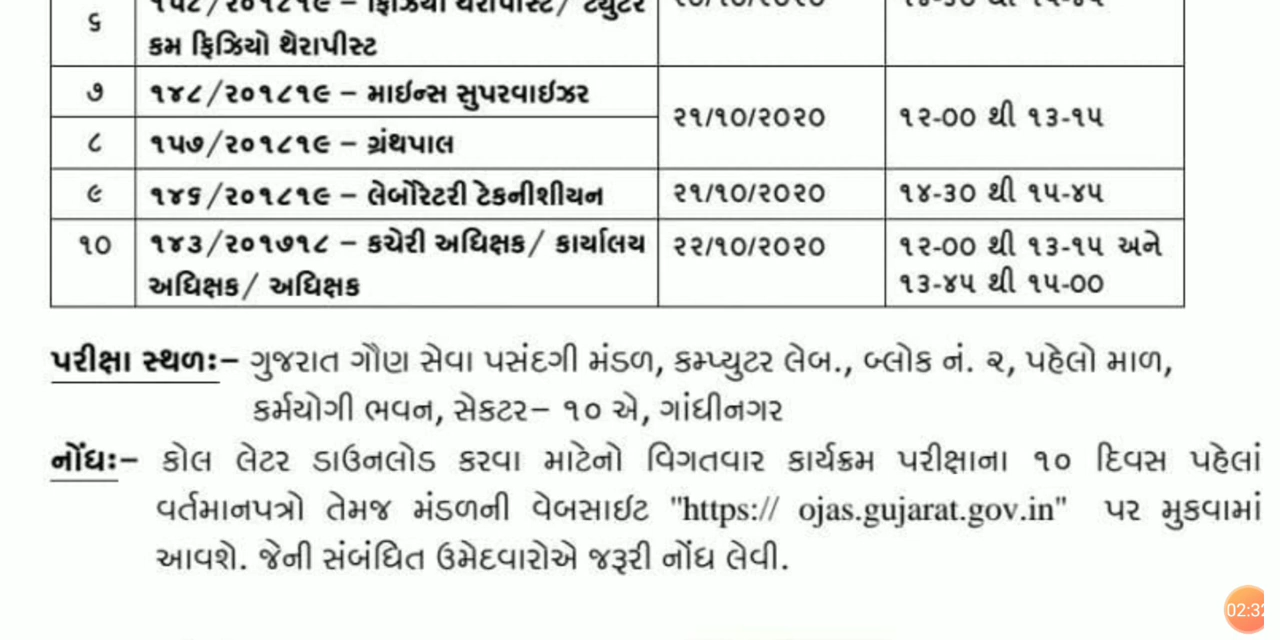 ૬
કમ ફિઝિયો થેરાપીસ્ટ
૭ ૧૪૮/૨૦૧૮૧૯ – માઈન્સ સુપરવાઈઝર
૨૧/૧૦/૨૦૨૦ ૧૨-૦૦ થી ૧૩-૧૫
૮ ૧૫૭/૨૦૧૮૧૯ – ગ્રંથપાલ
૯ ૧૪૬/૨૦૧૮૧૯ – લેબોરેટરી ટેકનીશીયન ૨૧/૧૦/૨૦૨૦ ૧૪-૩૦ થી ૧૫-૪૫
૧૦ ૧૪૩/૨૦૧૭૧૮ – કચેરી અધિક્ષક/ કાર્યાલય ૨૨/૧૦/૨૦૨૦ ૧૨-૦૦ થી ૧૩-૧૫ અને
અધિક્ષક/ અધિક્ષક ૧૩-૪૫ થી ૧૫-૦૦
પરીક્ષા સ્થળઃ– ગુજરાત ગૌણ સેવા પસંદગી મંડળ, કમ્પ્યુટર લેબ., બ્લોક નં. ૨, પહેલો માળ,
કર્મયોગી ભવન, સેકટર– ૧૦ એ, ગાંધીનગર
નોંધઃ– કોલ લેટર ડાઉનલોડ કરવા માટેનો વિગતવાર કાર્યક્રમ પરીક્ષાના ૧૦ દિવસ પહેલાં
વર્તમાનપત્રો તેમજ મંડળની વેબસાઈટ "https:// ojas.gujarat.gov.in" પર મુકવામાં
આવશે. જેની સંબંધિત ઉમેદવારોએ જરૂરી નોંધ લેવી.
02:32